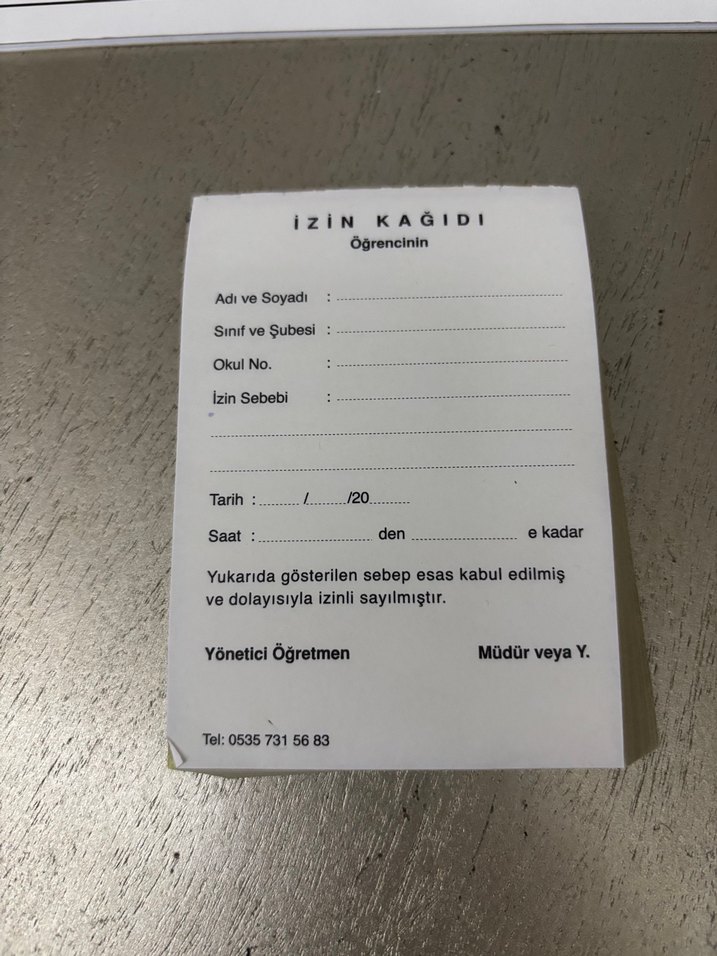 İZİN KAĞIDI
Öğrencinin
Adı ve Soyadı : ........................................
Sınıf ve Şubesi : ........................................
Okul No. : ........................................
İzin Sebebi : ........................................
................................................................
................................................................
Tarih : ......../......../20........
Saat : ...................... den ...................... e kadar
Yukarıda gösterilen sebep esas kabul edilmiş
ve dolayısıyla izinli sayılmıştır.
Yönetici Öğretmen Müdür veya Y.
Tel: 0535 731 56 83